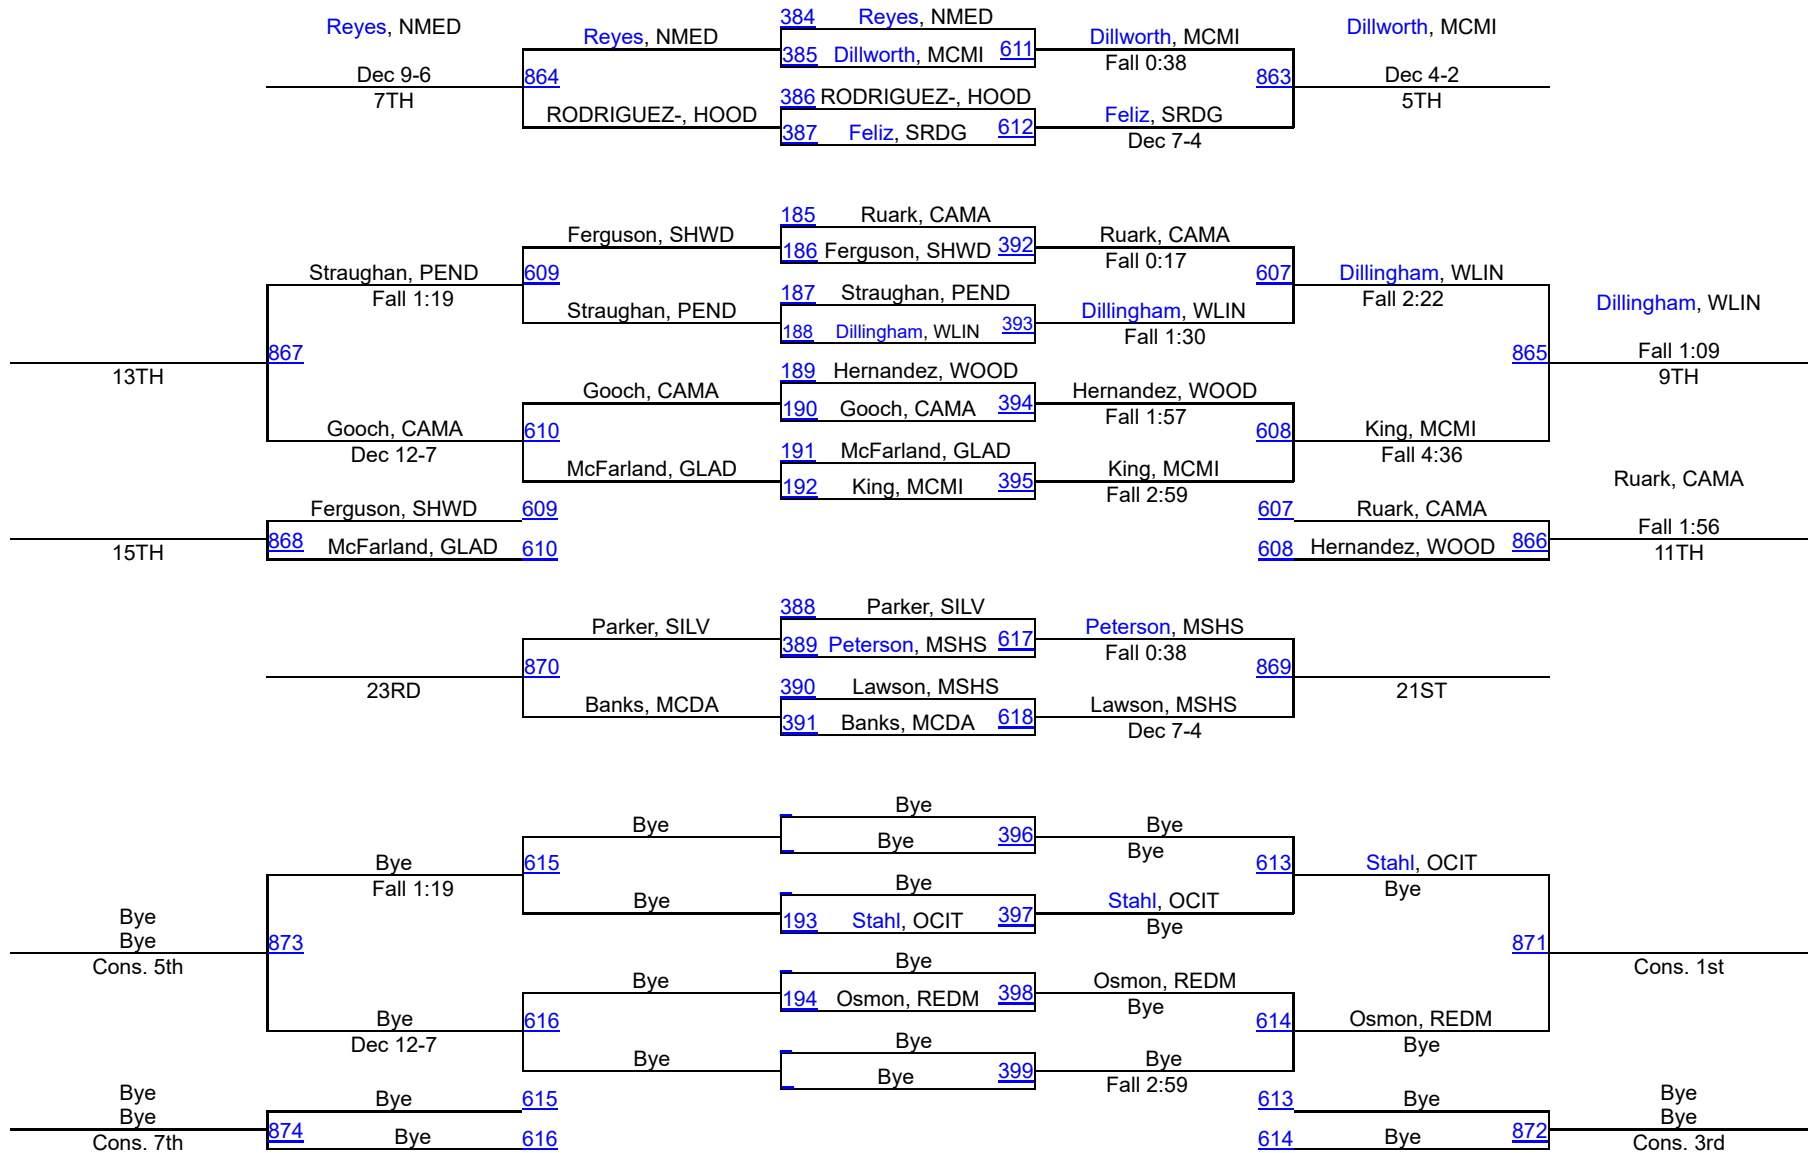 Reyes, NMED
Dec 9-6
7TH
Reyes, NMED
864
RODRIGUEZ-, HOOD
384 Reyes, NMED
385 Dillworth, MCMI 611
386 RODRIGUEZ-, HOOD
387 Feliz, SRDG 612
Dillworth, MCMI
Fall 0:38
863
Feliz, SRDG
Dec 7-4
Dillworth, MCMI
Dec 4-2
5TH
185 Ruark, CAMA
186 Ferguson, SHWD 392
187 Straughan, PEND
188 Dillingham, WLIN 393
189 Hernandez, WOOD
190 Gooch, CAMA 394
191 McFarland, GLAD
192 King, MCMI 395
Ferguson, SHWD
609
Straughan, PEND
Gooch, CAMA
610
McFarland, GLAD
Straughan, PEND
Fall 1:19
867
13TH
Gooch, CAMA
Dec 12-7
Ferguson, SHWD 609
868 McFarland, GLAD 610
15TH
Ruark, CAMA
Fall 0:17
607
Dillingham, WLIN
Fall 1:30
Hernandez, WOOD
Fall 1:57
608
King, MCMI
Fall 2:59
Dillingham, WLIN
Fall 2:22
865
King, MCMI
Fall 4:36
Dillingham, WLIN
Fall 1:09
9TH
607 Ruark, CAMA
608 Hernandez, WOOD 866
Ruark, CAMA
Fall 1:56
11TH
388 Parker, SILV
389 Peterson, MSHS 617
390 Lawson, MSHS
391 Banks, MCDA 618
Parker, SILV
870
Banks, MCDA
23RD
Peterson, MSHS
Fall 0:38
869
Lawson, MSHS
Dec 7-4
21ST
Bye
Bye 396
Bye
193 Stahl, OCIT 397
Bye
194 Osmon, REDM 398
Bye
Bye 399
Bye
615
Bye
Bye
616
Bye
Bye
Fall 1:19
873
Bye
Dec 12-7
Bye
Bye
Cons. 5th
Bye 615
874 Bye 616
Bye
Bye
Cons. 7th
Bye
Bye
613
Stahl, OCIT
Bye
Osmon, REDM
Bye
614
Bye
Fall 2:59
Stahl, OCIT
Bye
871
Osmon, REDM
Bye
Cons. 1st
613 Bye
614 Bye 872
Bye
Bye
Cons. 3rd